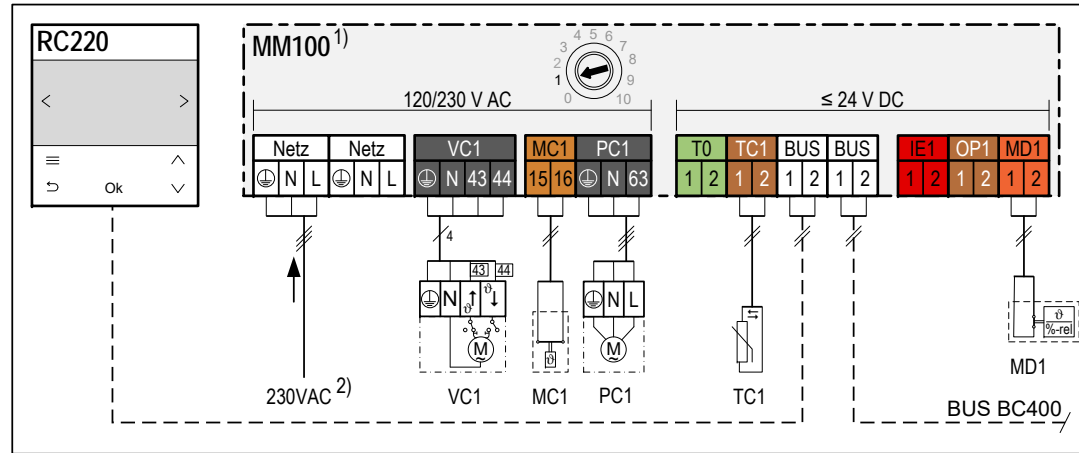 RC220
MM100 1)
0 1 2 3 4 5 6 7 8 9 10
< >
120/230 V AC
≤ 24 V DC
Netz Netz VC1 MC1 PC1 T0 TC1 BUS BUS IE1 OP1 MD1
N L N L N 43 44 15 16 N 63 1 2 1 2 1 2 1 2 1 2 1 2 1 2
Ok
4
43 44
N ϑ ϑ N L
M ~ ϑ M ~ ϑ %-rel
MD1
230VAC 2) VC1 MC1 PC1 TC1
BUS BC400